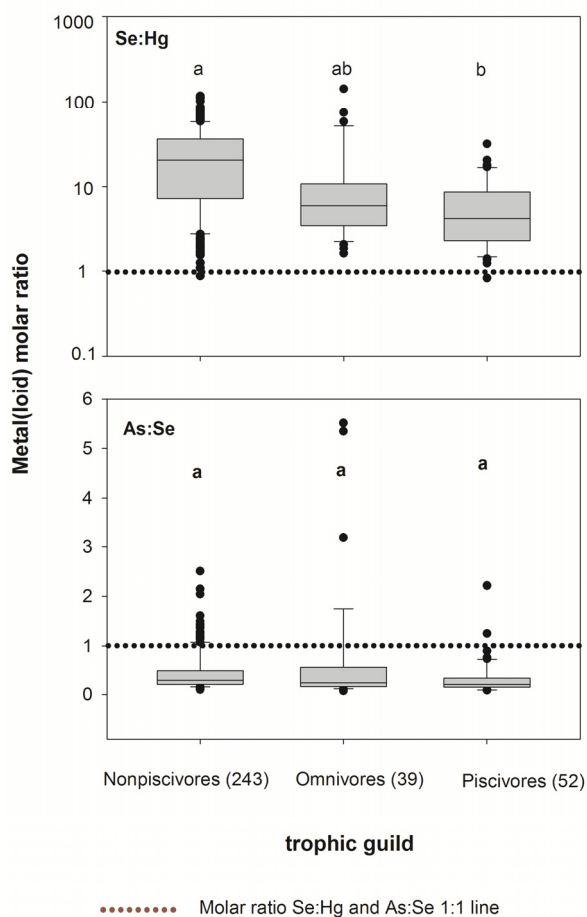 Metal(loid) molar ratio
1000
Se:Hg
a ab b
100
10
1
0.1
6
As:Se
5
a a a
4
3
2
1
0
Nonpiscivores (243) Omnivores (39) Piscivores (52)
trophic guild
Molar ratio Se:Hg and As:Se 1:1 line